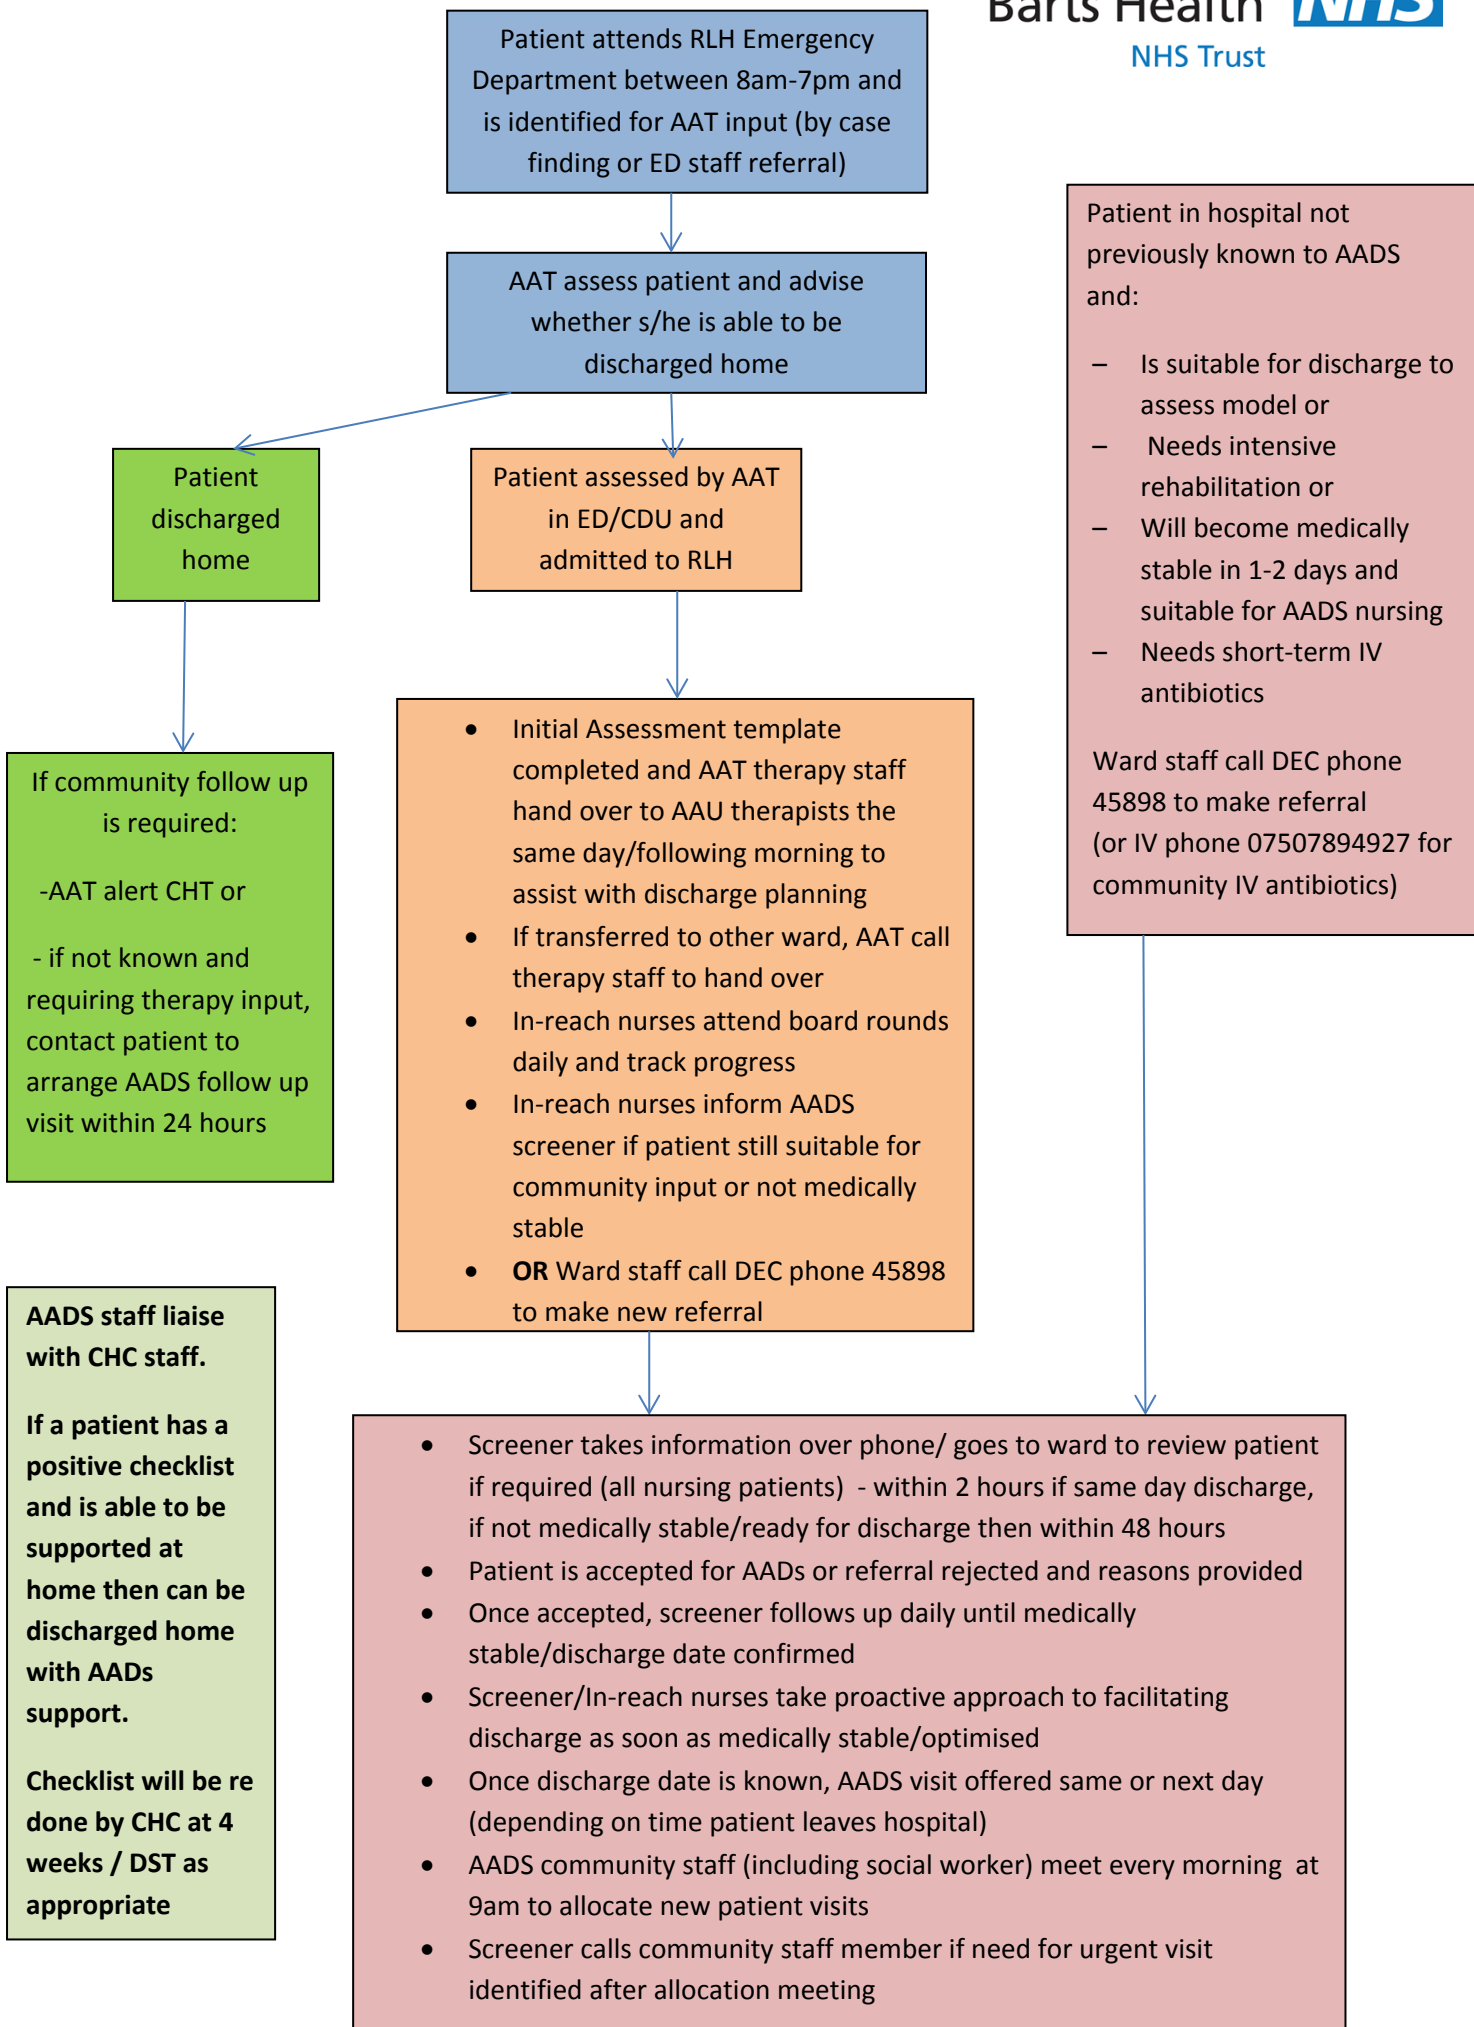 Barts Health NHS
NHS Trust
Patient attends RLH Emergency
Department between 8am-7pm and
is identified for AAT input (by case
finding or ED staff referral)
AAT assess patient and advise
whether s/he is able to be
discharged home
Patient
discharged
home
Patient assessed by AAT
in ED/CDU and
admitted to RLH
If community follow up
is required:
-AAT alert CHT or
- if not known and
requiring therapy input,
contact patient to
arrange AADS follow up
visit within 24 hours
• Initial Assessment template
completed and AAT therapy staff
hand over to AAU therapists the
same day/following morning to
assist with discharge planning
• If transferred to other ward, AAT call
therapy staff to hand over
• In-reach nurses attend board rounds
daily and track progress
• In-reach nurses inform AADS
screener if patient still suitable for
community input or not medically
stable
• OR Ward staff call DEC phone 45898
to make new referral
Patient in hospital not
previously known to AADS
and:
– Is suitable for discharge to
assess model or
– Needs intensive
rehabilitation or
– Will become medically
stable in 1-2 days and
suitable for AADS nursing
– Needs short-term IV
antibiotics
Ward staff call DEC phone
45898 to make referral
(or IV phone 07507894927 for
community IV antibiotics)
AADS staff liaise
with CHC staff.
If a patient has a
positive checklist
and is able to be
supported at
home then can be
discharged home
with AADs
support.
Checklist will be re
done by CHC at 4
weeks / DST as
appropriate
• Screener takes information over phone/ goes to ward to review patient
if required (all nursing patients) - within 2 hours if same day discharge,
if not medically stable/ready for discharge then within 48 hours
• Patient is accepted for AADs or referral rejected and reasons provided
• Once accepted, screener follows up daily until medically
stable/discharge date confirmed
• Screener/In-reach nurses take proactive approach to facilitating
discharge as soon as medically stable/optimised
• Once discharge date is known, AADS visit offered same or next day
(depending on time patient leaves hospital)
• AADS community staff (including social worker) meet every morning at
9am to allocate new patient visits
• Screener calls community staff member if need for urgent visit
identified after allocation meeting